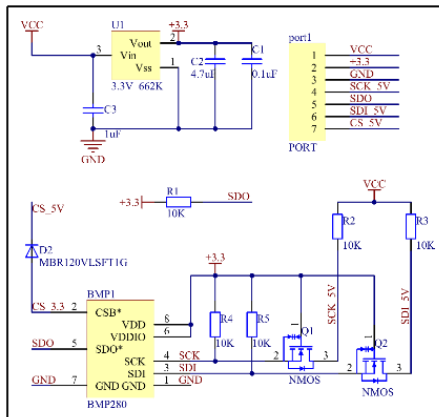 U1
VCC
+3.3
3
Vin
Vout
Vss
2
1
3.3V 662K
C3
1uF
GND
C2
4.7uF
C1
0.1uF
port1
1 VCC
2 +3.3
3 GND
4 SCK_5V
5 SDO
6 SDI_5V
7 CS_5V
PORT
CS_5V
D2
MBR120VLSFT1G
CS_3.3
+3.3
R1
10K
SDO
VCC
R2
10K
R3
10K
SCK_5V
SDI_5V
+3.3
BMP1
2 CSB* VDD 8
VDDIO 6
SDO 5 SDO* SCK 4 SCK
SDI 3 SDI
GND 7 GND GND 1 GND
BMP280
R4
10K
R5
10K
Q1
1
2
3
NMOS
Q2
1
2
3
NMOS